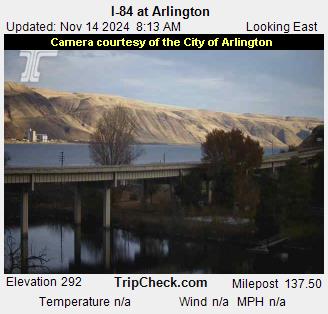 I-84 at Arlington
Updated: Nov 14 2024 8:13 AM Looking East
Camera courtesy of the City of Arlington
Elevation 292 TripCheck.com Milepost 137.50
Temperature n/a Wind n/a MPH n/a